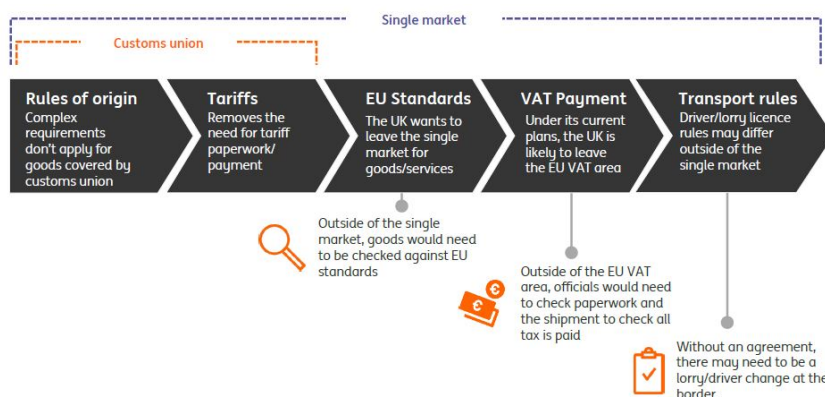 Single market
Customs union
Rules of origin
Complex
requirements
don't apply for
goods covered by
customs union
Tariffs
Removes the
need for tariff
paperwork/
payment
EU Standards
The UK wants to
leave the single
market for
goods/services
VAT Payment
Under its current
plans, the UK is
likely to leave
the EU VAT area
Transport rules
Driver/lorry licence
rules may differ
outside of the
single market
Outside of the single
market, goods would need
to be checked against EU
standards
€
€
Outside of the EU VAT
area, officials would need
to check paperwork and
the shipment to check all
tax is paid
Without an agreement,
there may need to be a
lorry/driver change at the
border